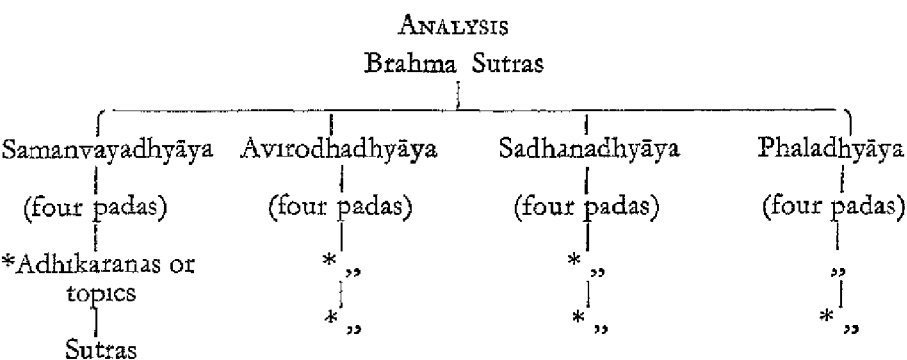 ANALYSIS
Brahma Sutras
Samanvayadhyāya Avirodhadhyāya Sadhanadhyāya Phaladhyāya
(four padas) (four padas) (four padas) (four padas)
*Adhikaranas or * „ * „ „
topics
* „ * „ * „
Sutras